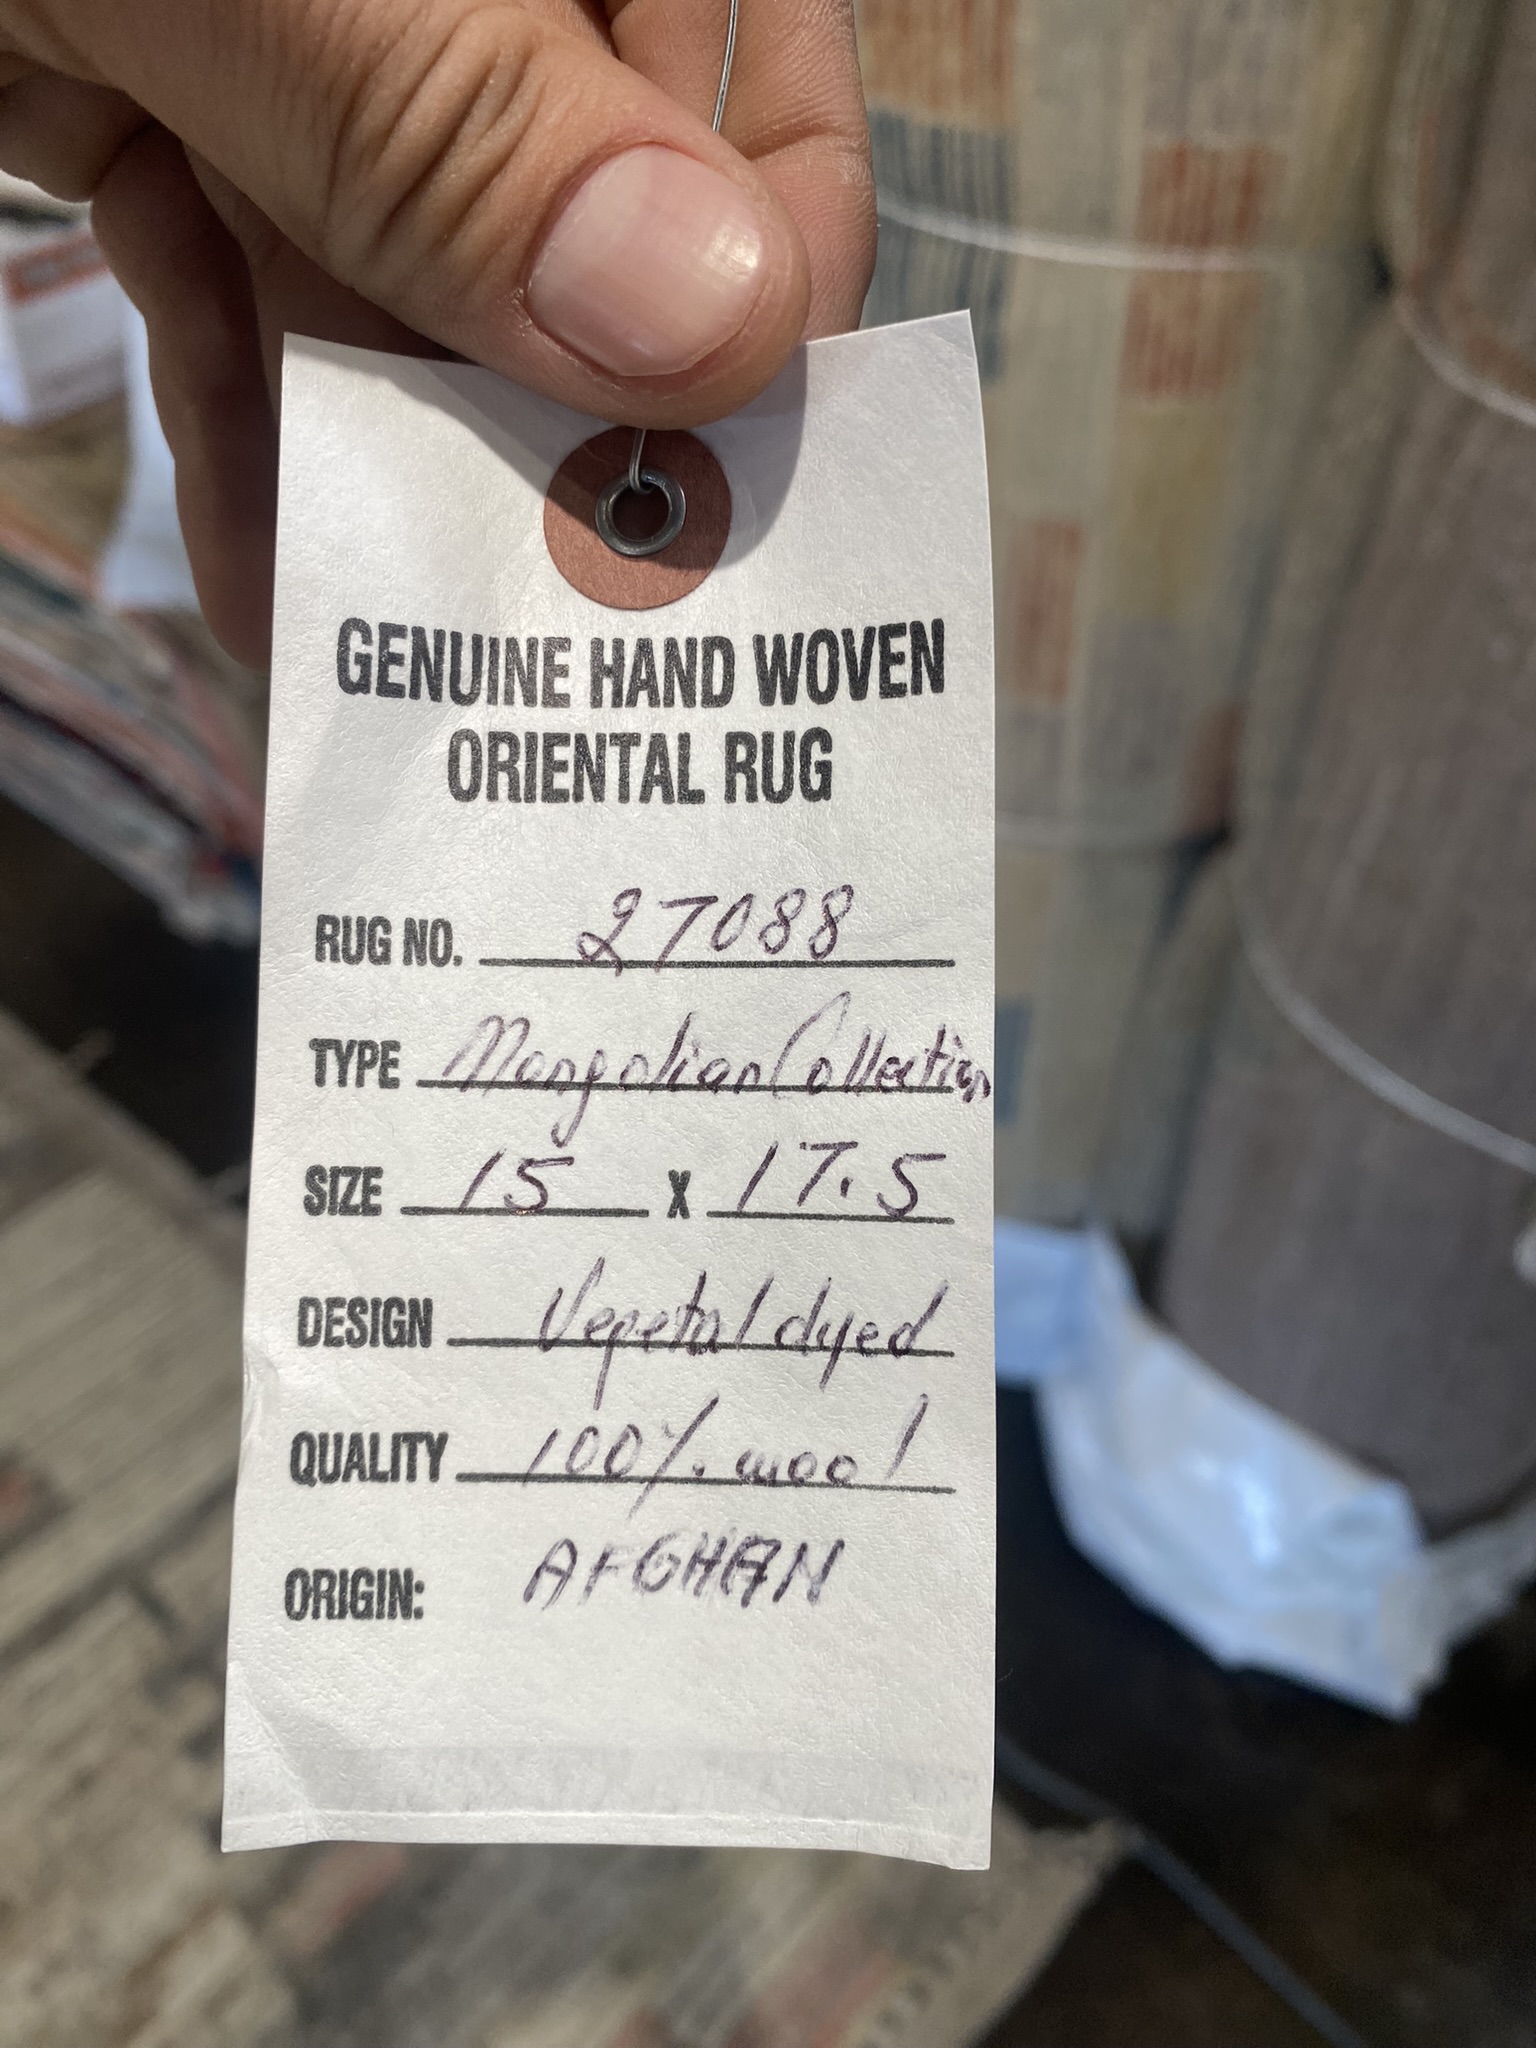 GENUINE HAND WOVEN
ORIENTAL RUG
RUG NO. 27088
TYPE Mongolian Collection
SIZE 15 X 17.5
DESIGN Vegetal dyed
QUALITY 100% wool
ORIGIN: AFGHAN